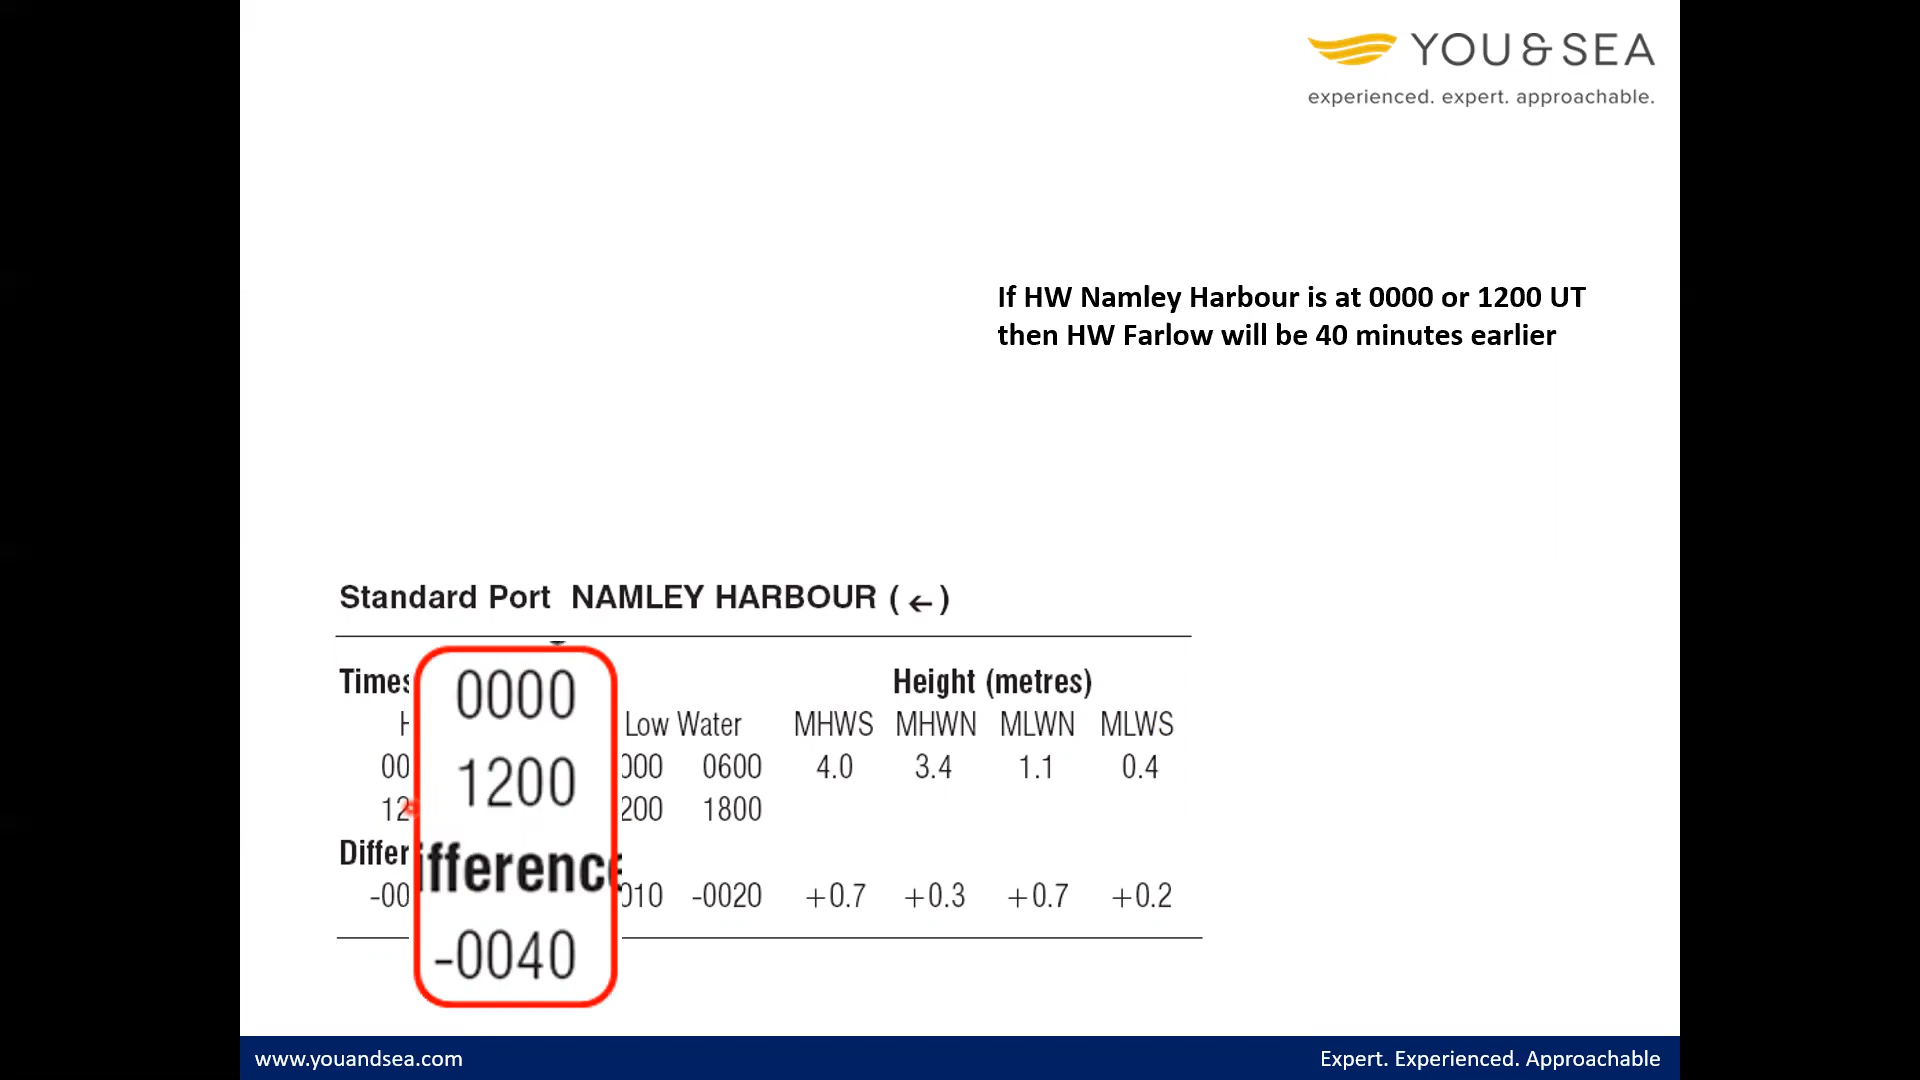 YOU & SEA
experienced. expert. approachable.
If HW Namley Harbour is at 0000 or 1200 UT
then HW Farlow will be 40 minutes earlier
Standard Port NAMLEY HARBOUR (←)
Times Height (metres)
Low Water MHWS MHWN MLWN MLWS
00 000 0600 4.0 3.4 1.1 0.4
12 200 1800
Differ
-00 010 -0020 +0.7 +0.3 +0.7 +0.2
0000
1200
ifference
-0040
www.youandsea.com
Expert. Experienced. Approachable